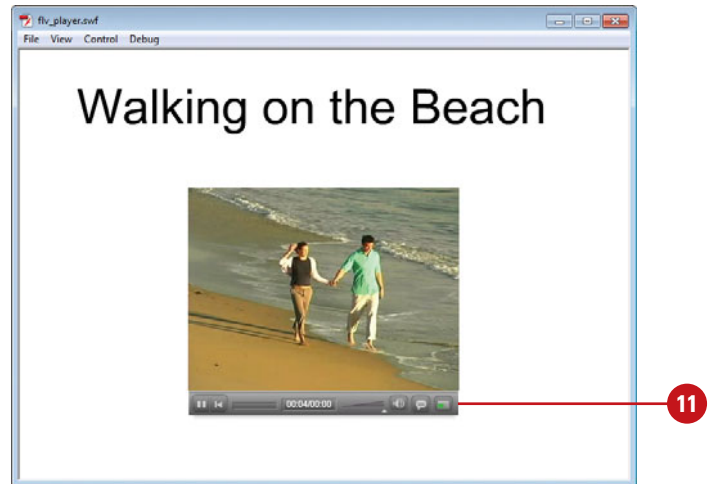 flv_player.swf
File View Control Debug
Walking on the Beach
00:04/00:00
11